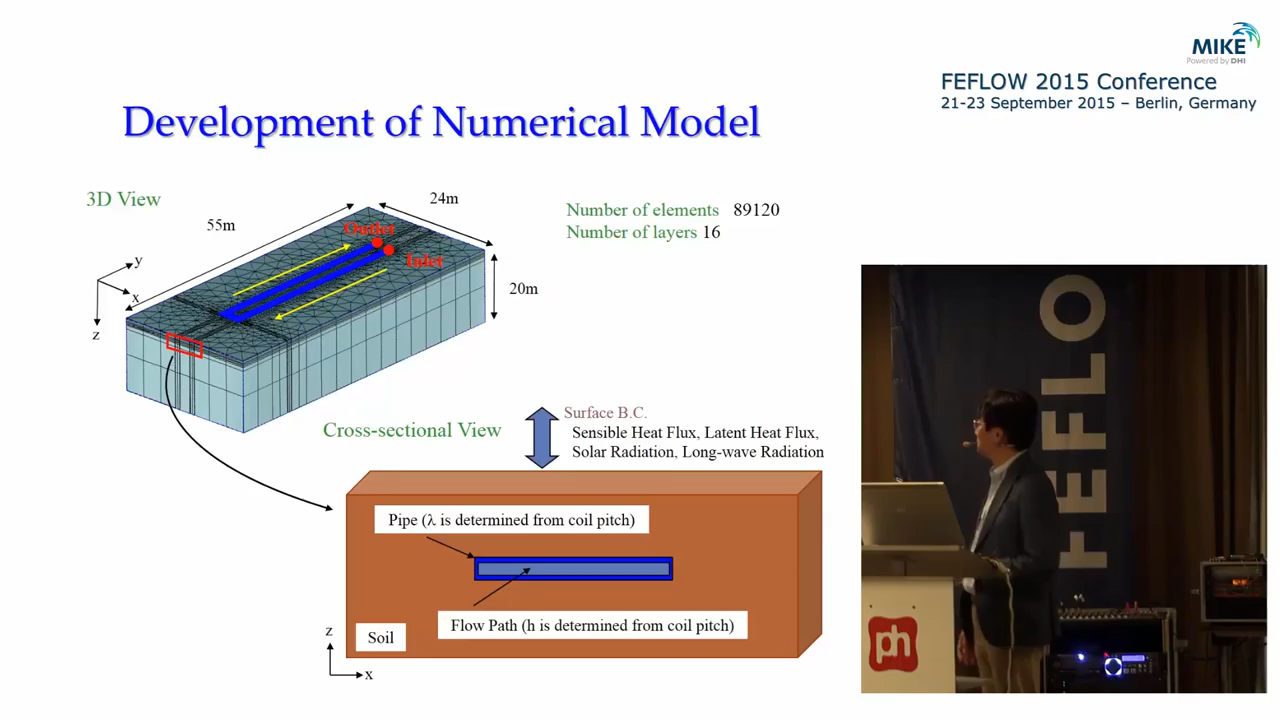 MIKE
Powered by DHI
FEFLOW 2015 Conference
21-23 September 2015 – Berlin, Germany
Development of Numerical Model
3D View
24m
55m
Number of elements 89120
Number of layers 16
Outlet
Inlet
y
x
z
20m
Surface B.C.
Cross-sectional View
Sensible Heat Flux, Latent Heat Flux,
Solar Radiation, Long-wave Radiation
Pipe (λ is determined from coil pitch)
Flow Path (h is determined from coil pitch)
z
Soil
x
FEFLO
ph